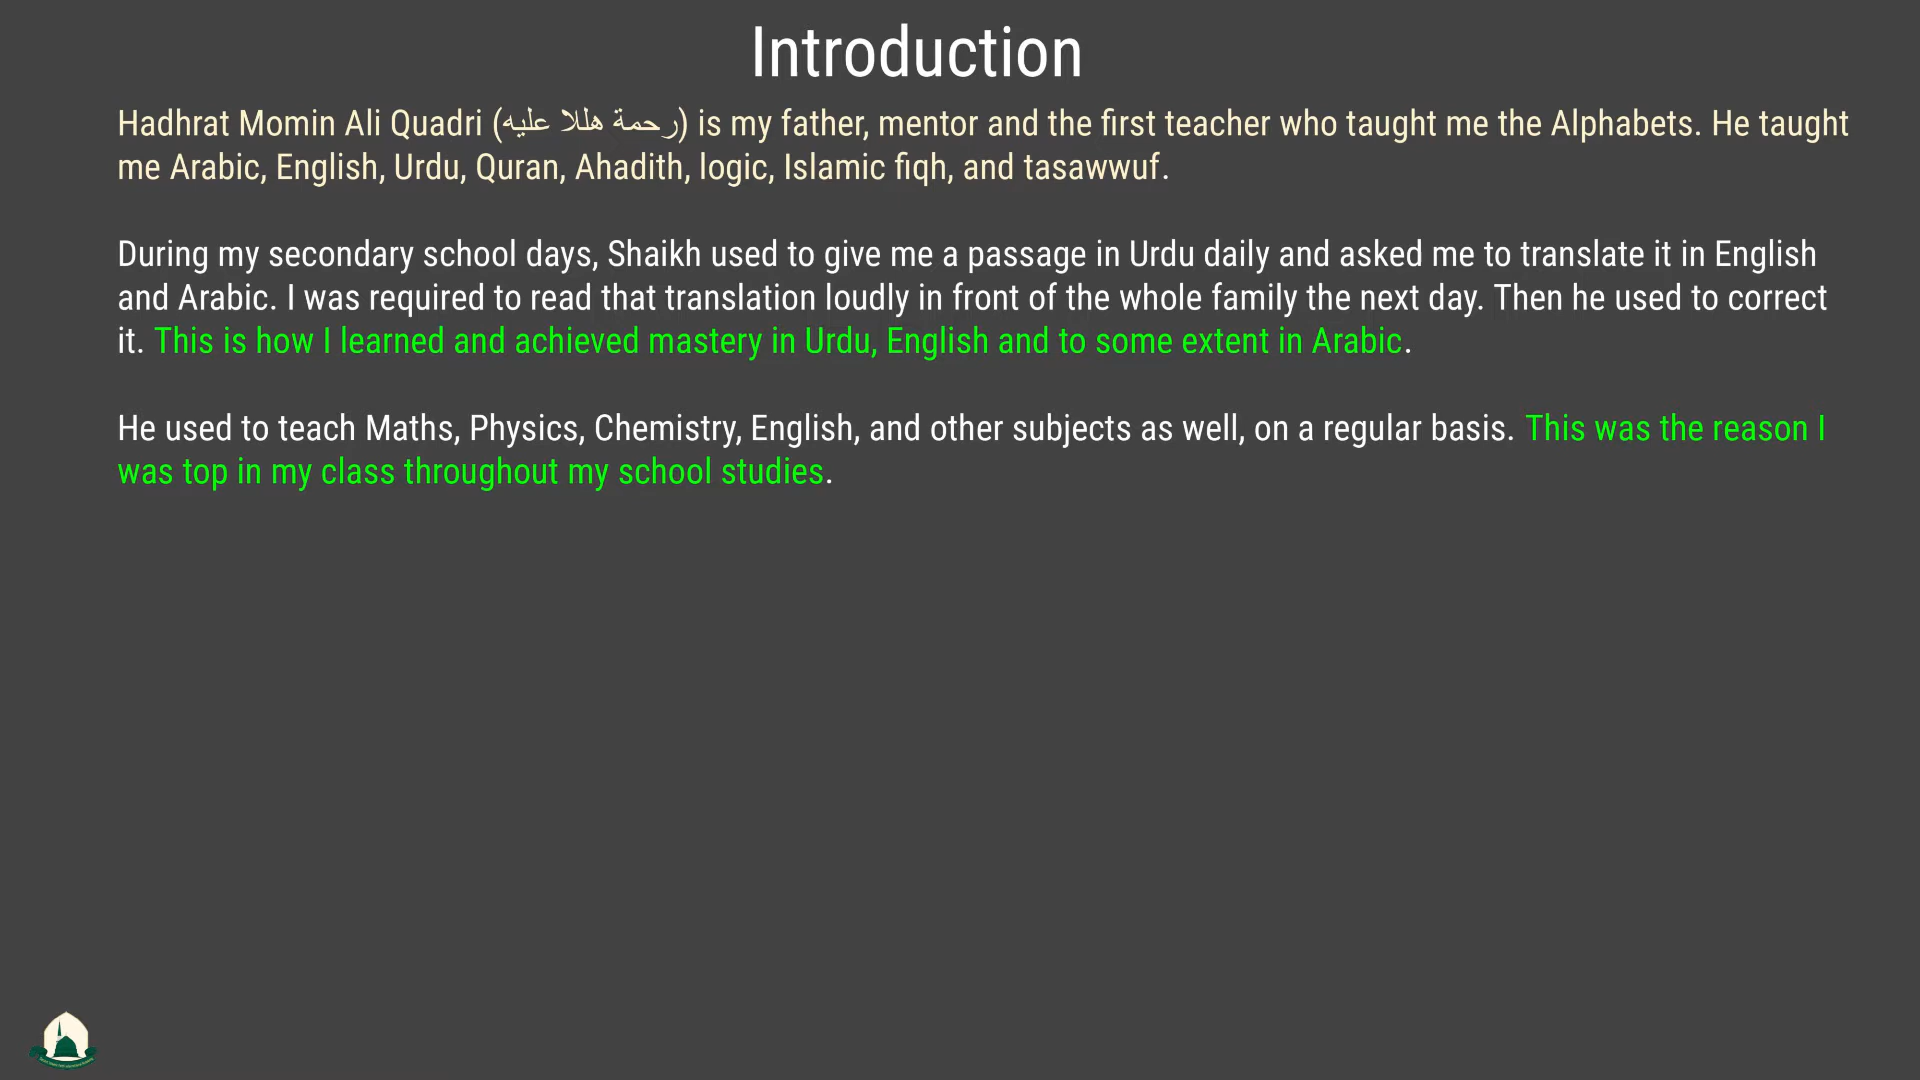 Introduction
Hadhrat Momin Ali Quadri (رحمة هللا عليه) is my father, mentor and the first teacher who taught me the Alphabets. He taught
me Arabic, English, Urdu, Quran, Ahadith, logic, Islamic fiqh, and tasawwuf.
During my secondary school days, Shaikh used to give me a passage in Urdu daily and asked me to translate it in English
and Arabic. I was required to read that translation loudly in front of the whole family the next day. Then he used to correct
it. This is how I learned and achieved mastery in Urdu, English and to some extent in Arabic.
He used to teach Maths, Physics, Chemistry, English, and other subjects as well, on a regular basis. This was the reason I
was top in my class throughout my school studies.